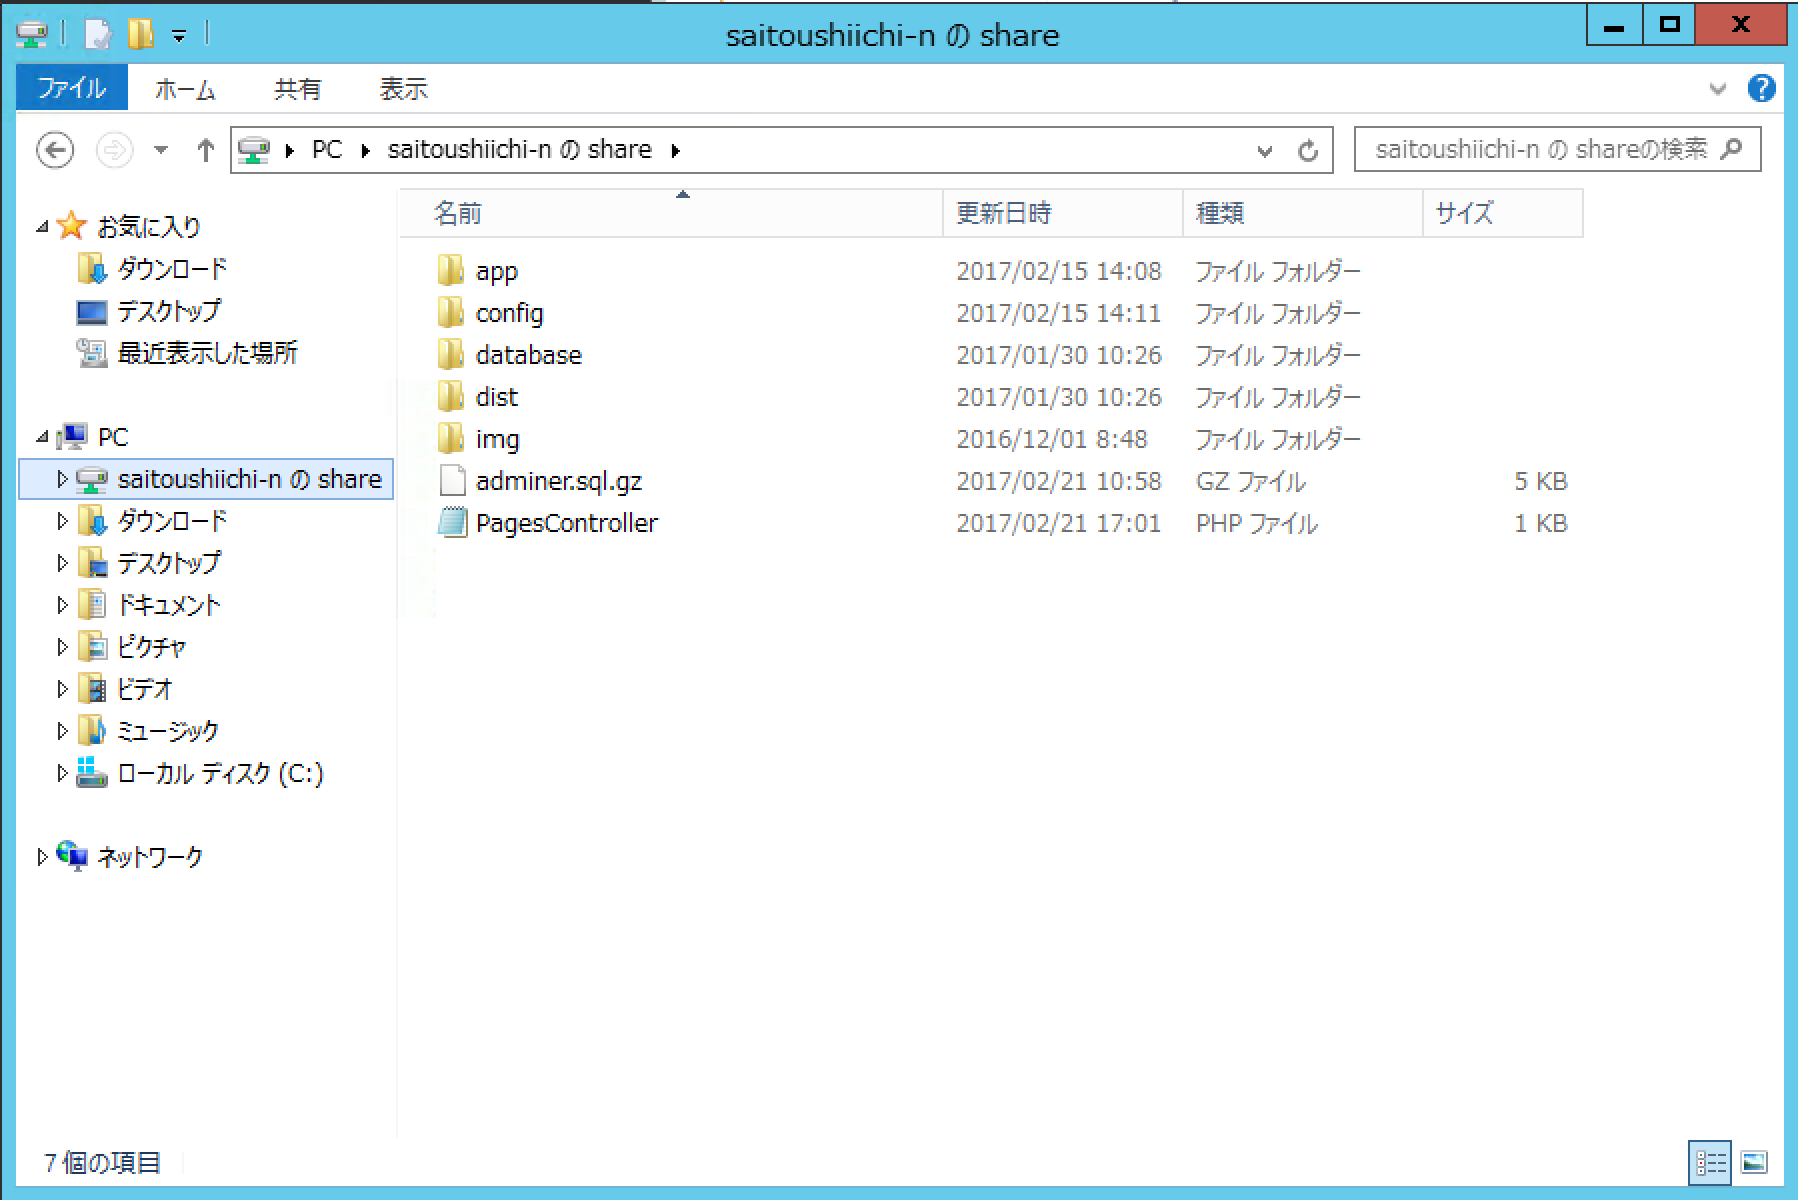 saitoushiichi-n の share
ファイル ホーム 共有 表示
PC saitoushiichi-n の share
saitoushiichi-n の shareの検索
お気に入り
ダウンロード
デスクトップ
最近表示した場所
PC
saitoushiichi-n の share
ダウンロード
デスクトップ
ドキュメント
ピクチャ
ビデオ
ミュージック
ローカル ディスク (C:)
ネットワーク
名前 更新日時 種類 サイズ
app 2017/02/15 14:08 ファイル フォルダー
config 2017/02/15 14:11 ファイル フォルダー
database 2017/01/30 10:26 ファイル フォルダー
dist 2017/01/30 10:26 ファイル フォルダー
img 2016/12/01 8:48 ファイル フォルダー
adminer.sql.gz 2017/02/21 10:58 GZ ファイル 5 KB
PagesController 2017/02/21 17:01 PHP ファイル 1 KB
7 個の項目